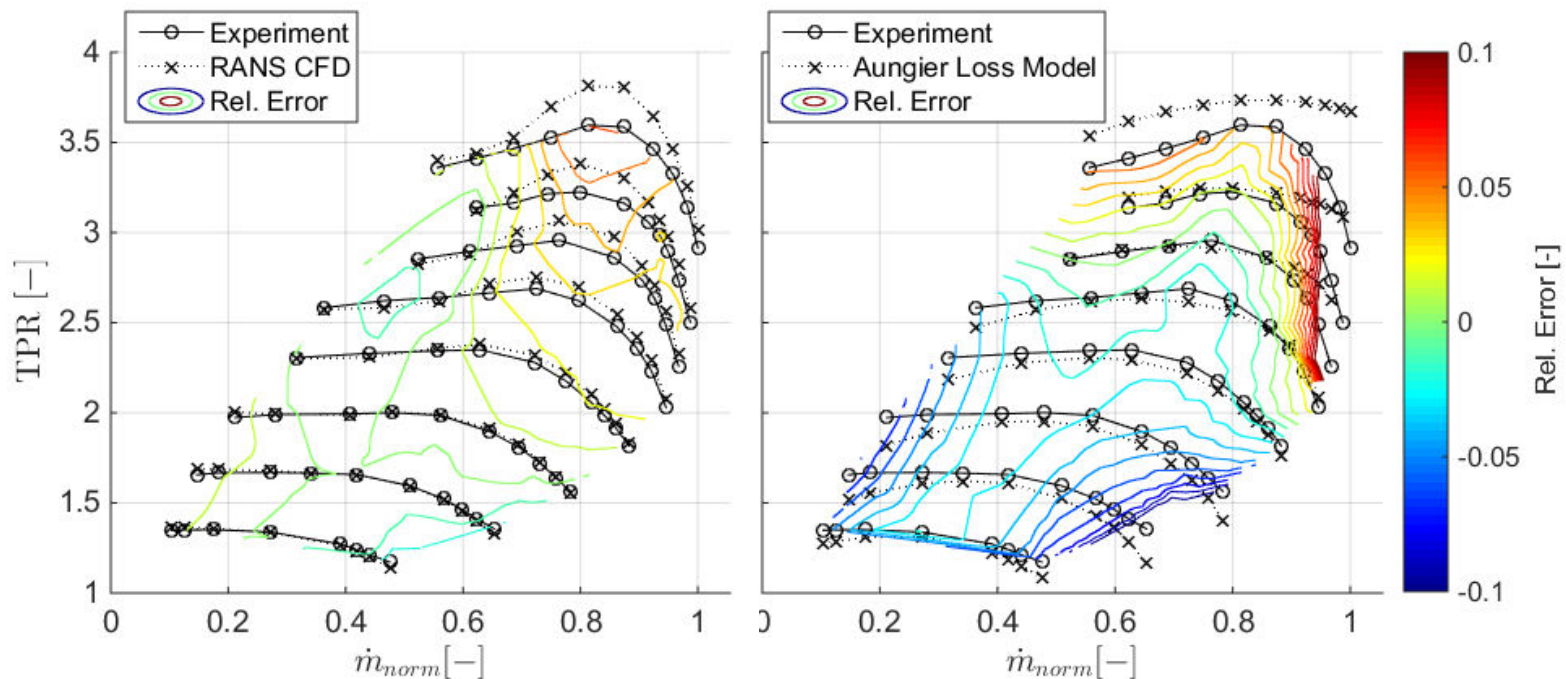 Experiment
RANS CFD
Rel. Error
4
3.5
3
2.5
2
1.5
1
TPR [−]
0
0.2
0.4
0.6
0.8
1
ṁnorm[−]
Experiment
Aungier Loss Model
Rel. Error
0
0.2
0.4
0.6
0.8
1
ṁnorm[−]
0.1
0.05
0
-0.05
-0.1
Rel. Error [-]